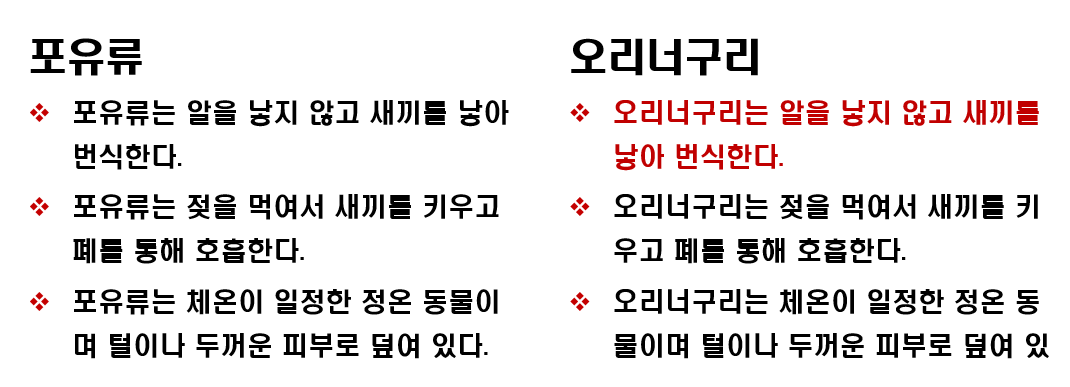 포유류
❖ 포유류는 알을 낳지 않고 새끼를 낳아
번식한다.
❖ 포유류는 젖을 먹여서 새끼를 키우고
폐를 통해 호흡한다.
❖ 포유류는 체온이 일정한 정온 동물이
며 털이나 두꺼운 피부로 덮여 있다.
오리너구리
❖ 오리너구리는 알을 낳지 않고 새끼를
낳아 번식한다.
❖ 오리너구리는 젖을 먹여서 새끼를 키
우고 폐를 통해 호흡한다.
❖ 오리너구리는 체온이 일정한 정온 동
물이며 털이나 두꺼운 피부로 덮여 있